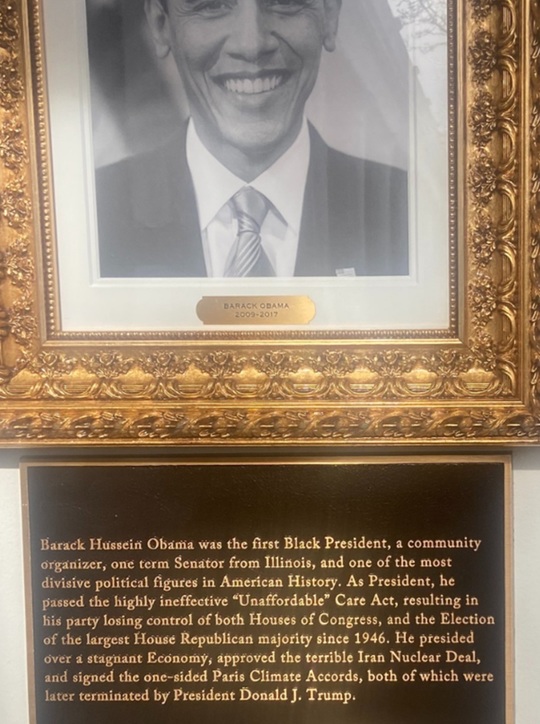 BARACK OBAMA
2009-2017
Barack Hussein Obama was the first Black President, a community
organizer, one term Senator from Illinois, and one of the most
divisive political figures in American History. As President, he
passed the highly ineffective “Unaffordable” Care Act, resulting in
his party losing control of both Houses of Congress, and the Election
of the largest House Republican majority since 1946. He presided
over a stagnant Economy, approved the terrible Iran Nuclear Deal,
and signed the one-sided Paris Climate Accords, both of which were
later terminated by President Donald J. Trump.